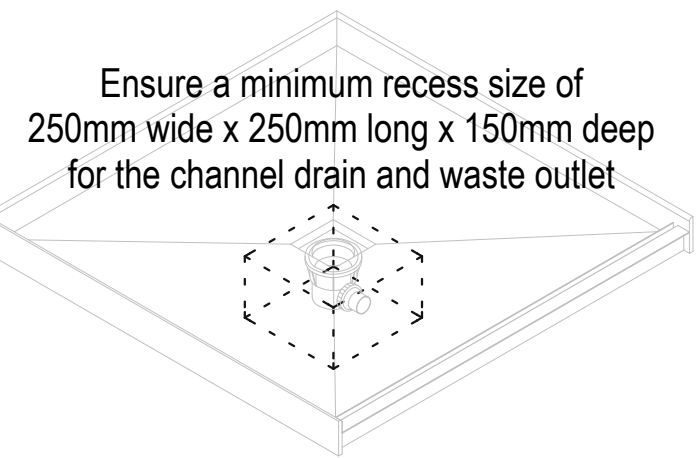 Ensure a minimum recess size of
250mm wide x 250mm long x 150mm deep
for the channel drain and waste outlet